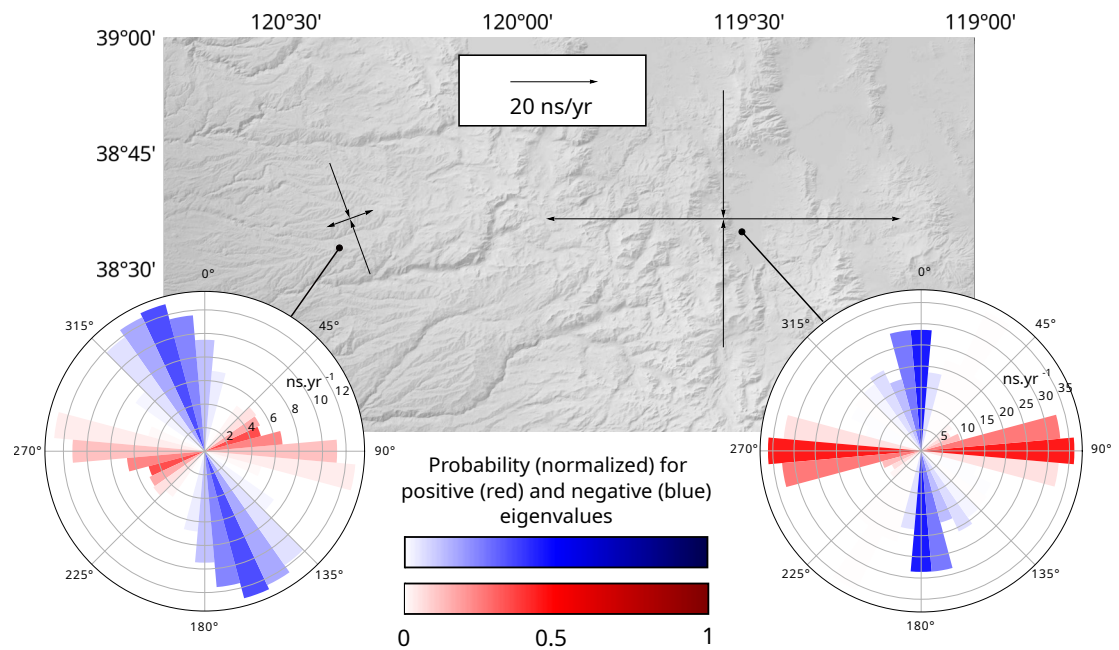 120°30' 120°00' 119°30' 119°00'
39°00'
20 ns/yr
38°45'
38°30'
0° 0°
315° 45° 315° 45°
ns.yr -1 ns.yr -1
2 4 6 8 10 12 5 10 15 20 25 30 35
270° 90° 270° 90°
Probability (normalized) for
positive (red) and negative (blue)
eigenvalues
225° 135° 225° 135°
180° 180°
0 0.5 1